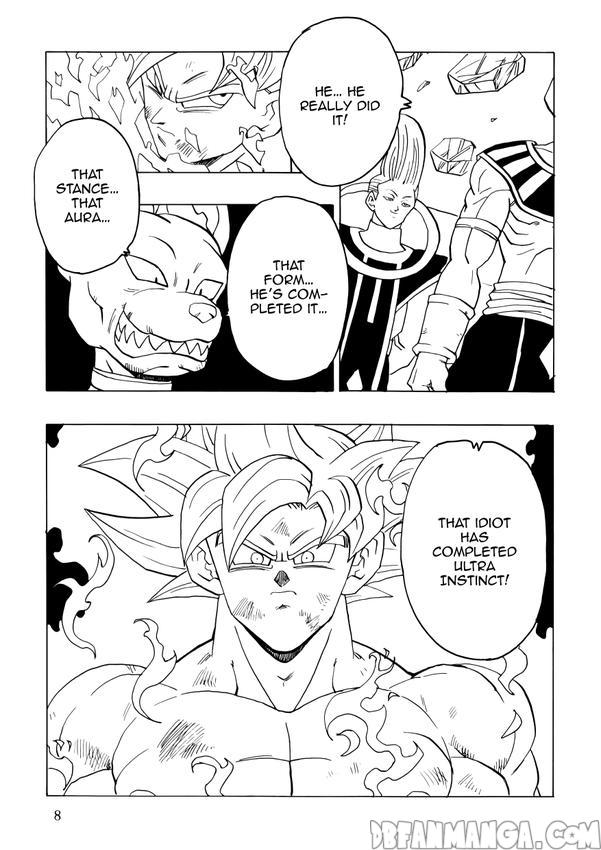 HE... HE
REALLY DID
IT!
THAT
STANCE...
THAT
AURA...
THAT
FORM...
HE'S COM-
PLETED
IT...
THAT IDIOT
HAS
COMPLETED
ULTRA
INSTINCT!
8
DBFANMANGA.COM